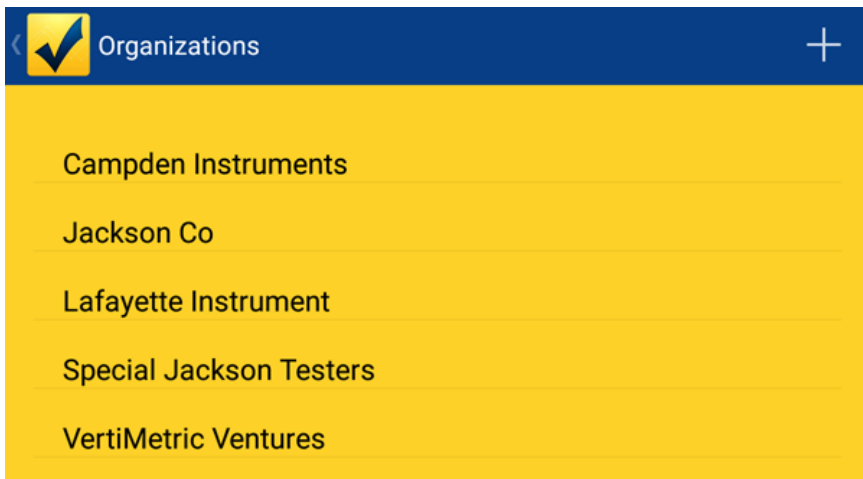 Organizations
Campden Instruments
Jackson Co
Lafayette Instrument
Special Jackson Testers
VertiMetric Ventures